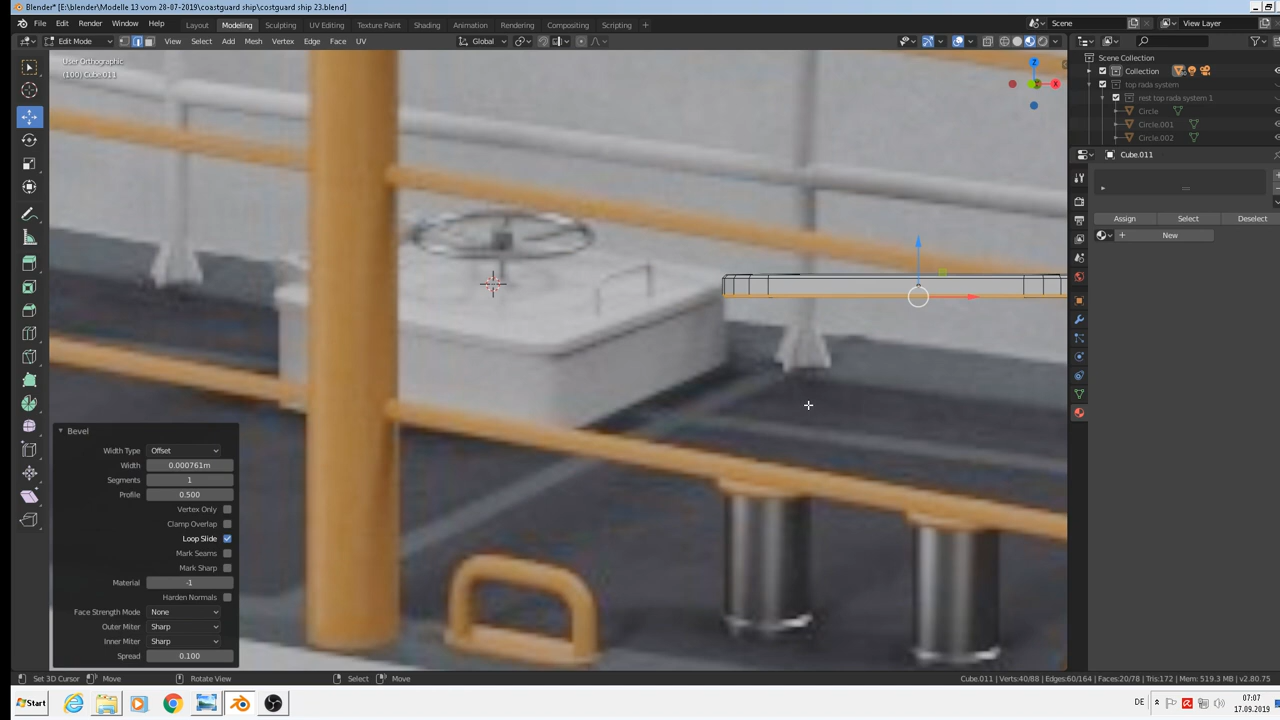 Blender* [E:\blender\Modelle 13 vom 28-07-2019\coastguard ship\costguard ship 23.blend]
File Edit Render Window Help Layout Modeling Sculpting UV Editing Texture Paint Shading Animation Rendering Compositing Scripting + Scene View Layer
Edit Mode View Select Add Mesh Vertex Edge Face UV Global
User Orthographic
(100) Cube.011
Z
X
Scene Collection
Collection
top rada system
rest top rada system 1
Circle
Circle.001
Circle.002
Cube.011
Assign Select Deselect
+ New
Bevel
Width Type Offset
Width 0.000761m
Segments 1
Profile 0.500
Vertex Only
Clamp Overlap
Loop Slide
Mark Seams
Mark Sharp
Material -1
Harden Normals
Face Strength Mode None
Outer Miter Sharp
Inner Miter Sharp
Spread 0.100
Set 3D Cursor Move Rotate View Select Move Cube.011 | Verts:40/88 | Edges:60/164 | Faces:20/78 | Tris:172 | Mem: 519.3 MB | v2.80.75
Start DE 07:07
17.09.2019